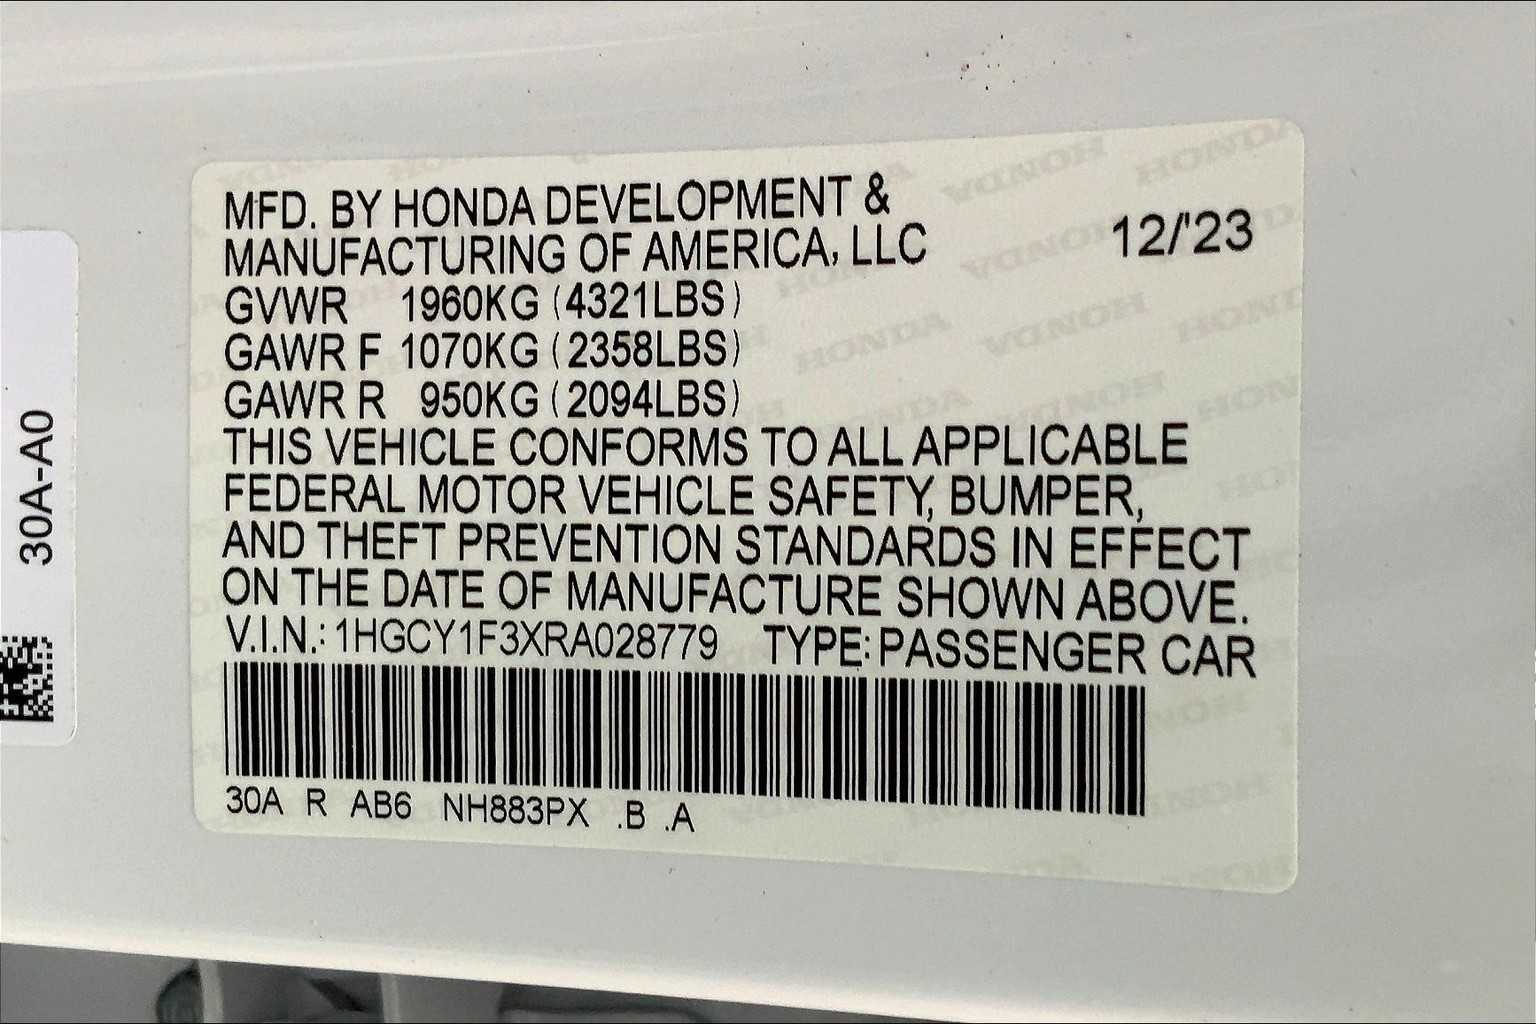 MFD. BY HONDA DEVELOPMENT &
MANUFACTURING OF AMERICA, LLC
12/'23
GVWR 1960KG (4321LBS)
GAWR F 1070KG (2358LBS)
GAWR R 950KG (2094LBS)
THIS VEHICLE CONFORMS TO ALL APPLICABLE
FEDERAL MOTOR VEHICLE SAFETY, BUMPER,
AND THEFT PREVENTION STANDARDS IN EFFECT
ON THE DATE OF MANUFACTURE SHOWN ABOVE.
V.I.N.: 1HGCY1F3XRA028779 TYPE: PASSENGER CAR
30A R AB6 NH883PX .B .A
30A-A0